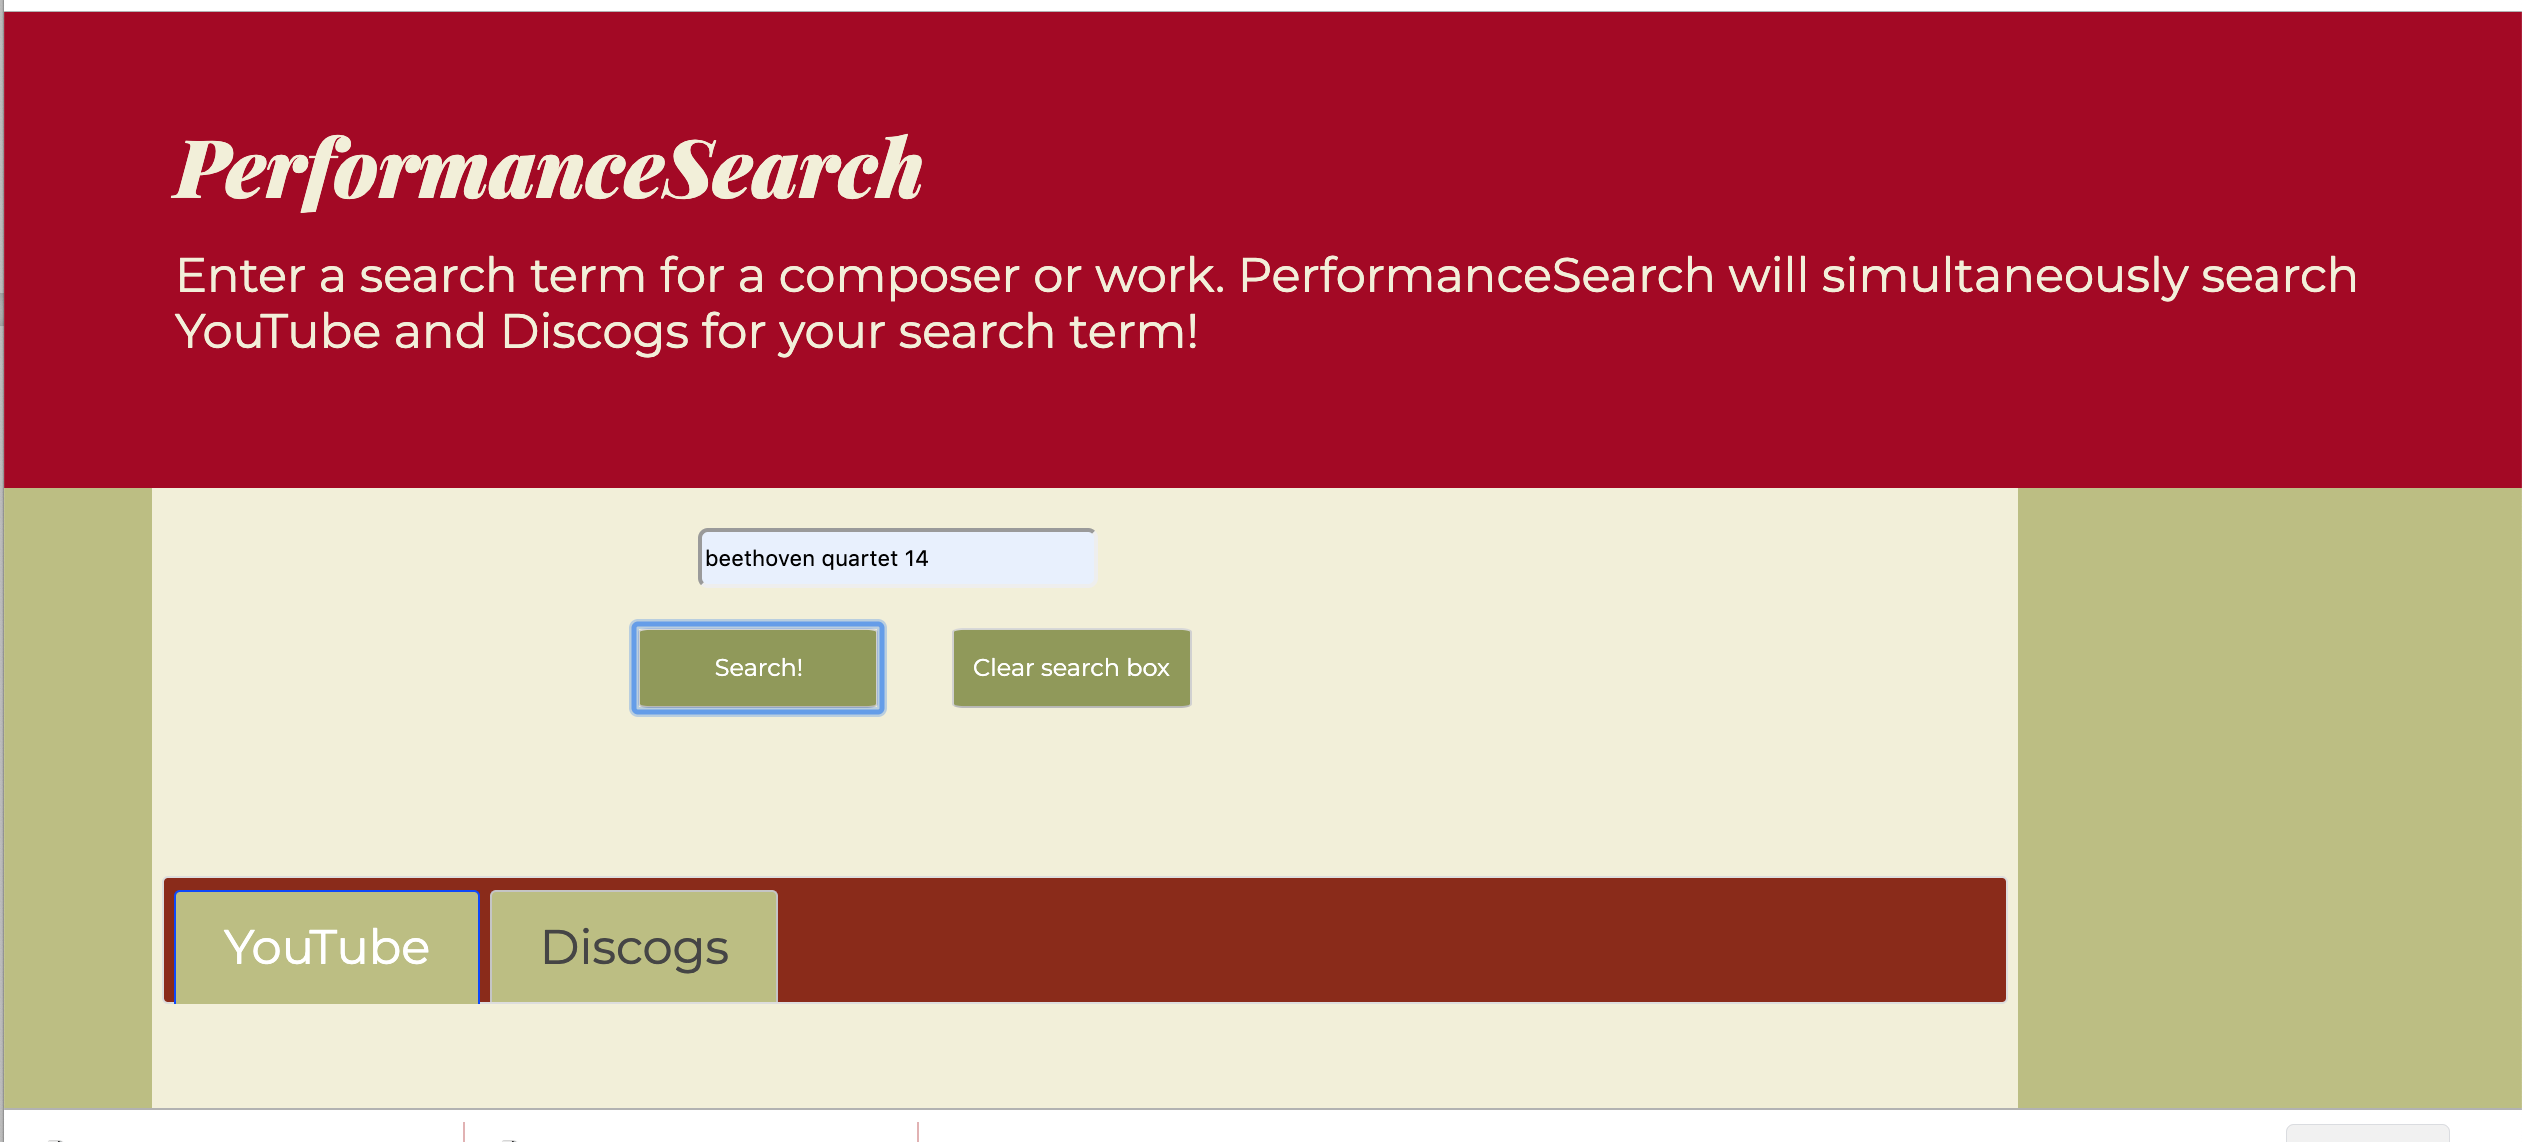 PerformanceSearch
Enter a search term for a composer or work. PerformanceSearch will simultaneously search
YouTube and Discogs for your search term!
beethoven quartet 14
Search!
Clear search box
YouTube
Discogs